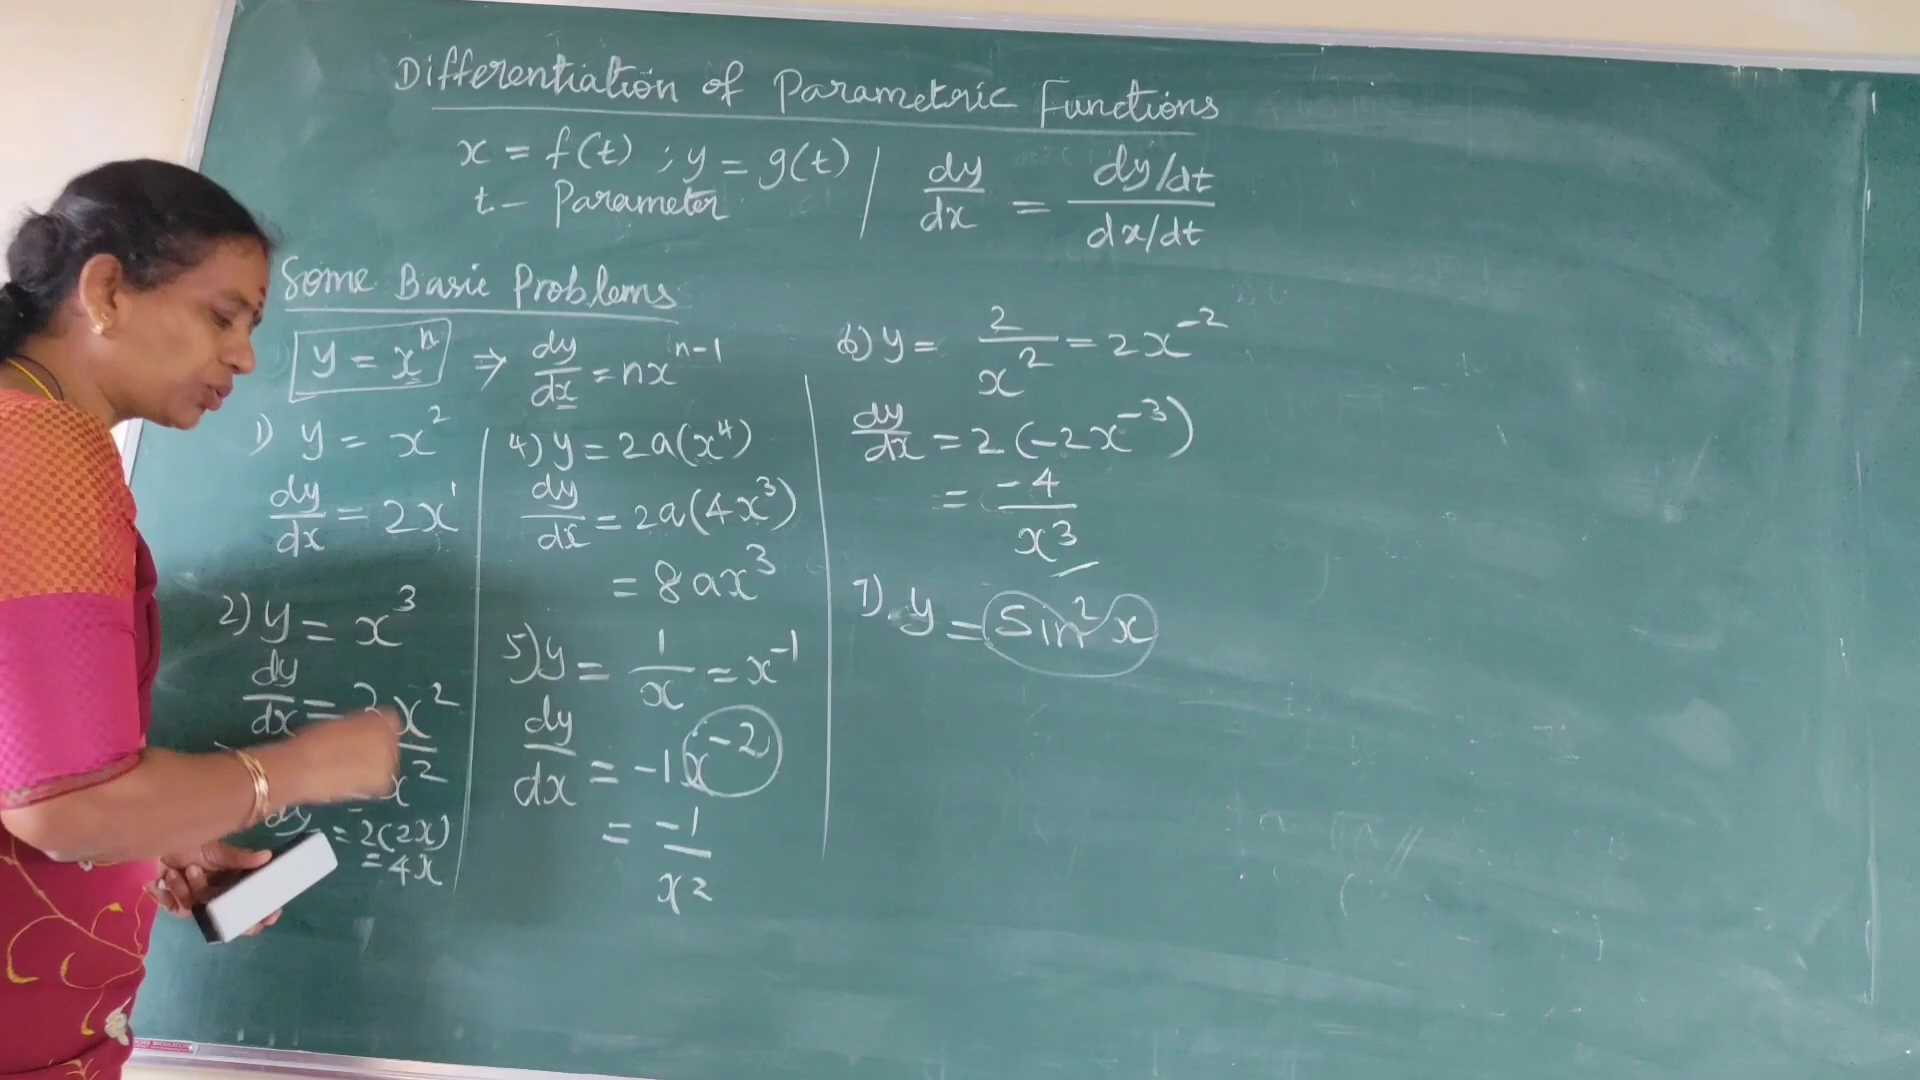 Differentiation of Parametric Functions
x = f(t) ; y = g(t)
t - Parameter
dy/dx = (dy/dt)/(dx/dt)
Some Basic Problems
y = x^n ⇒ dy/dx = nx^(n-1)
1) y = x^2
dy/dx = 2x^1
2) y = x^3
dy/dx = 3x^2
x^2
dy = 2(2x)
= 4x
4) y = 2a(x^4)
dy/dx = 2a(4x^3)
= 8ax^3
5) y = 1/x = x^-1
dy/dx = -1x^-2
= -1/x^2
6) y = 2/x^2 = 2x^-2
dy/dx = 2(-2x^-3)
= -4/x^3
7) y = Sin^2 x